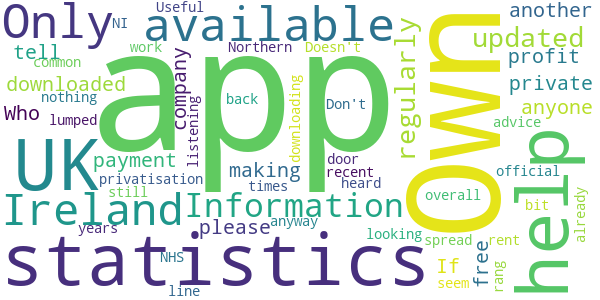 Only
NI
Useful
available
another
tell
work
Northern
Doesn't
updated
common
app
Own
regularly
company
profit
downloaded
nothing
back
Don't
private
Who
lumped
listening
downloading
anyone
UK
payment
door
advice
help
making
recent
privatisation
times
heard
official
still
Ireland
Information
overall
bit
already
years
please
anyway
looking
spread
rent
statistics
NHS
free
If
seem
rang
line